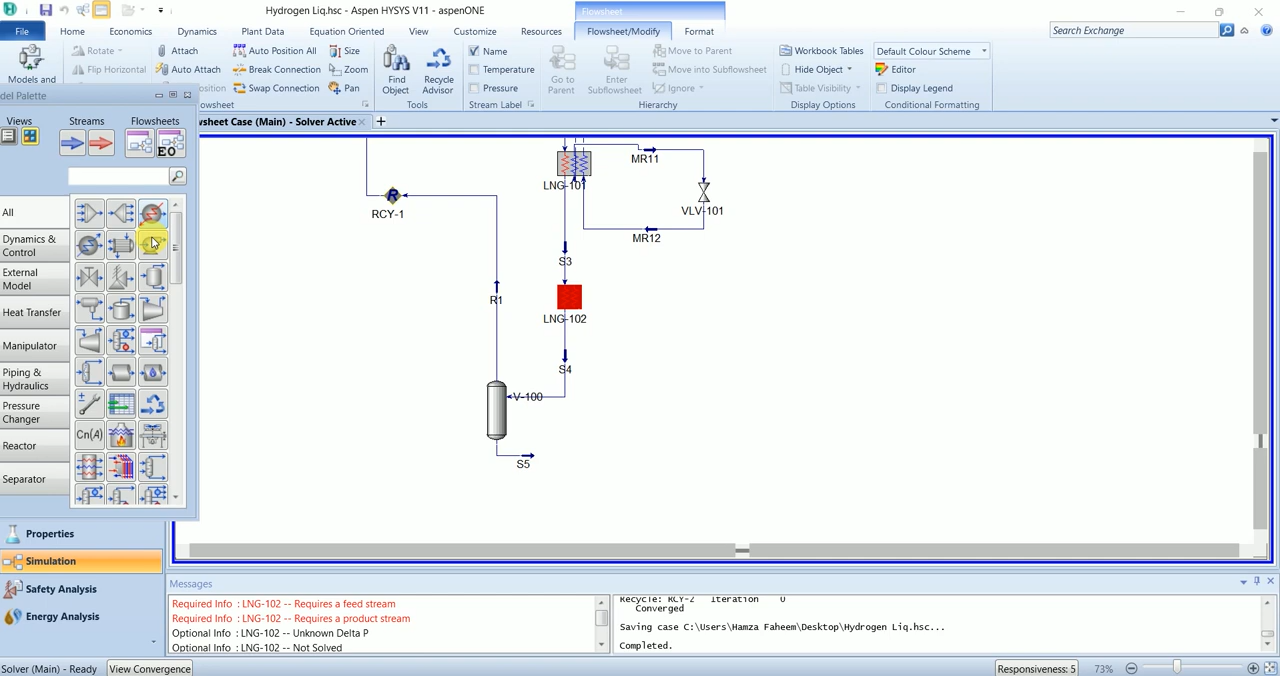 Hydrogen Liq.hsc - Aspen HYSYS V11 - aspenONE
Flowsheet
File
Home
Economics
Dynamics
Plant Data
Equation Oriented
View
Customize
Resources
Flowsheet/Modify
Format
Search Exchange
Models and
Rotate
Flip Horizontal
Attach
Auto Attach
Auto Position All
Break Connection
Swap Connection
Size
Zoom
Pan
Find
Object
Recycle
Advisor
Tools
Name
Temperature
Pressure
Stream Label
Go to
Parent
Enter
Subflowsheet
Move to Parent
Move into Subflowsheet
Ignore
Hierarchy
Workbook Tables
Hide Object
Table Visibility
Display Options
Default Colour Scheme
Editor
Display Legend
Conditional Formatting
del Palette
Views
Streams
Flowsheets
EO
All
Dynamics &
Control
External
Model
Heat Transfer
Manipulator
Piping &
Hydraulics
Pressure
Changer
Reactor
Separator
Cn(A)
wsheet Case (Main) - Solver Active
LNG-101
MR11
VLV-101
MR12
R
RCY-1
S3
R1
LNG-102
S4
V-100
S5
Properties
Simulation
Safety Analysis
Energy Analysis
Messages
Required Info : LNG-102 -- Requires a feed stream
Required Info : LNG-102 -- Requires a product stream
Optional Info : LNG-102 -- Unknown Delta P
Optional Info : LNG-102 -- Not Solved
Recycle: RCY-2 Iteration 0
Converged
Saving case C:\Users\Hamza Faheem\Desktop\Hydrogen Liq.hsc...
Completed.
Solver (Main) - Ready
View Convergence
Responsiveness: 5
73%